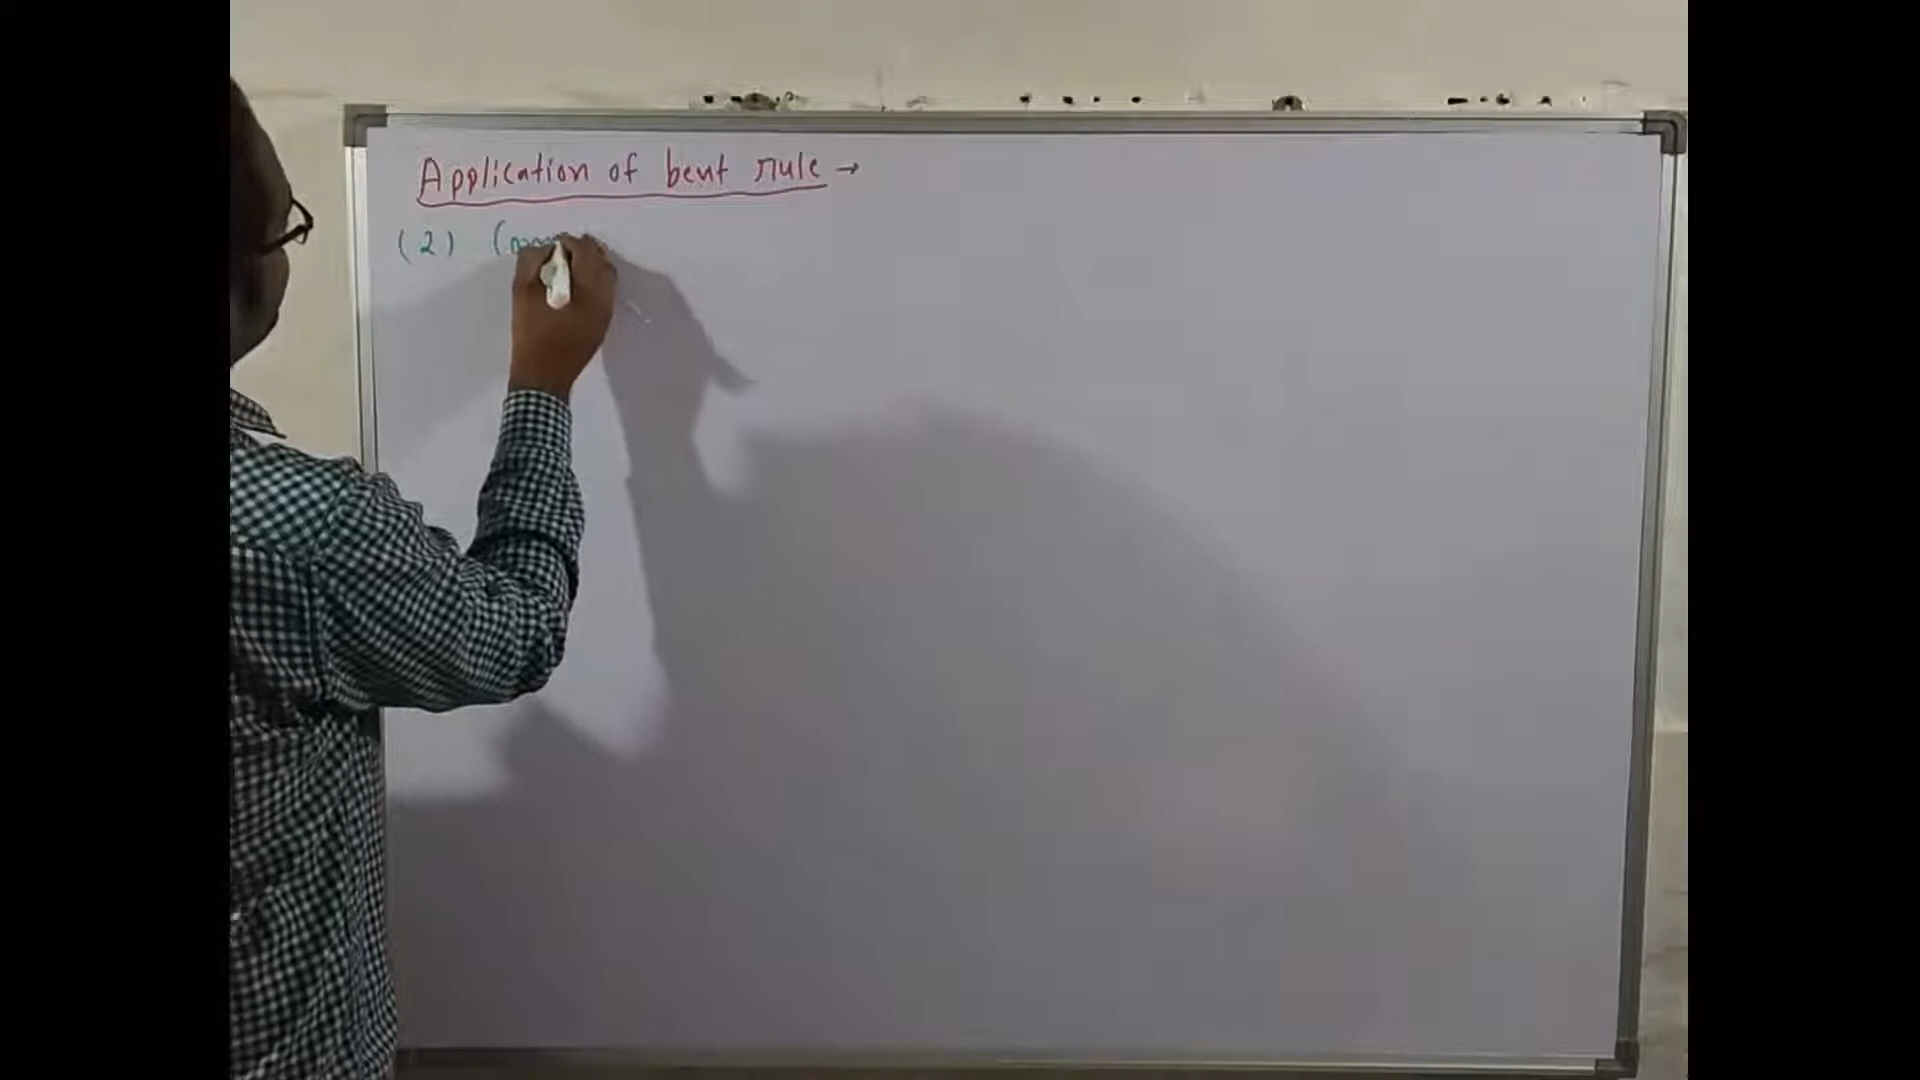 Application of bent rule →
(2)